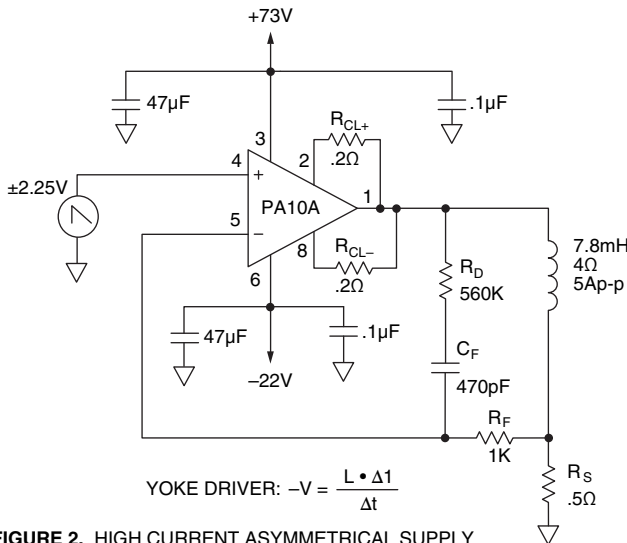 +73V
47µF
.1µF
RCL+
.2Ω
3
2
4
+
1
±2.25V
PA10A
5
–
8
RCL–
.2Ω
6
7.8mH
4Ω
5Ap-p
RD
560K
47µF
.1µF
CF
470pF
–22V
RF
1K
RS
.5Ω
YOKE DRIVER: –V = L • Δ1
Δt
FIGURE 2. HIGH CURRENT ASYMMETRICAL SUPPLY